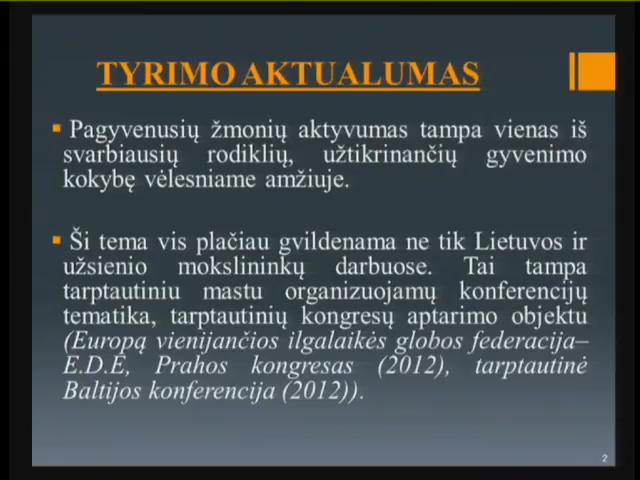 TYRIMO AKTUALUMAS
▪ Pagyvenusių žmonių aktyvumas tampa vienas iš
svarbiausių rodiklių, užtikrinančių gyvenimo
kokybę vėlesniame amžiuje.
▪ Ši tema vis plačiau gvildenama ne tik Lietuvos ir
užsienio mokslininkų darbuose. Tai tampa
tarptautiniu mastu organizuojamų konferencijų
tematika, tarptautinių kongresų aptarimo objektu
(Europą vienijančios ilgalaikės globos federacija–
E.D.E, Prahos kongresas (2012), tarptautinė
Baltijos konferencija (2012)).
2